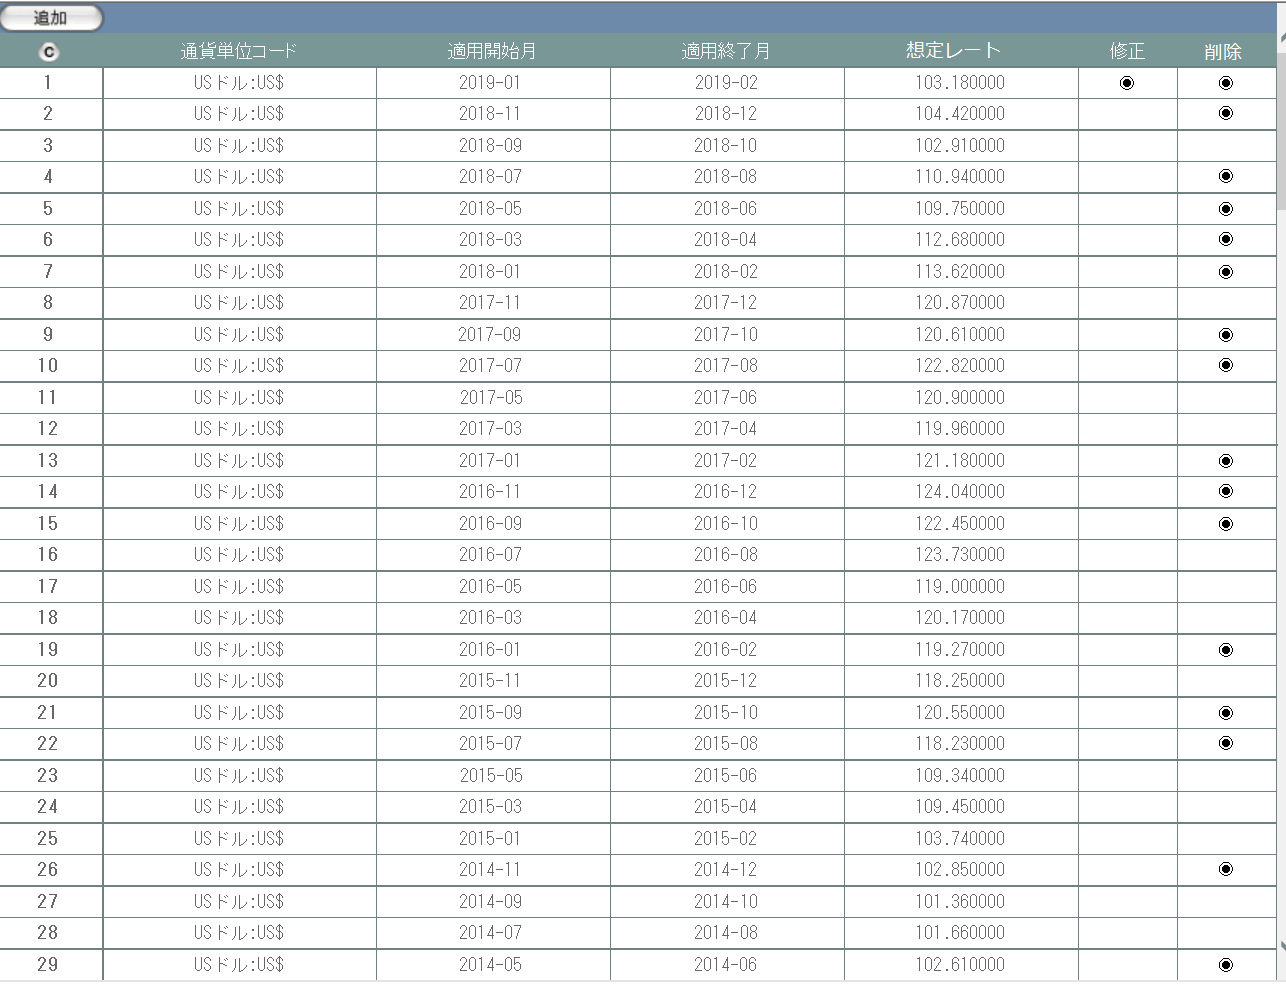 追加
C 通貨単位コード 適用開始月 適用終了月 想定レート 修正 削除
1 USドル:US$ 2019-01 2019-02 103.180000
2 USドル:US$ 2018-11 2018-12 104.420000
3 USドル:US$ 2018-09 2018-10 102.910000
4 USドル:US$ 2018-07 2018-08 110.940000
5 USドル:US$ 2018-05 2018-06 109.750000
6 USドル:US$ 2018-03 2018-04 112.680000
7 USドル:US$ 2018-01 2018-02 113.620000
8 USドル:US$ 2017-11 2017-12 120.870000
9 USドル:US$ 2017-09 2017-10 120.610000
10 USドル:US$ 2017-07 2017-08 122.820000
11 USドル:US$ 2017-05 2017-06 120.900000
12 USドル:US$ 2017-03 2017-04 119.960000
13 USドル:US$ 2017-01 2017-02 121.180000
14 USドル:US$ 2016-11 2016-12 124.040000
15 USドル:US$ 2016-09 2016-10 122.450000
16 USドル:US$ 2016-07 2016-08 123.730000
17 USドル:US$ 2016-05 2016-06 119.000000
18 USドル:US$ 2016-03 2016-04 120.170000
19 USドル:US$ 2016-01 2016-02 119.270000
20 USドル:US$ 2015-11 2015-12 118.250000
21 USドル:US$ 2015-09 2015-10 120.550000
22 USドル:US$ 2015-07 2015-08 118.230000
23 USドル:US$ 2015-05 2015-06 109.340000
24 USドル:US$ 2015-03 2015-04 109.450000
25 USドル:US$ 2015-01 2015-02 103.740000
26 USドル:US$ 2014-11 2014-12 102.850000
27 USドル:US$ 2014-09 2014-10 101.360000
28 USドル:US$ 2014-07 2014-08 101.660000
29 USドル:US$ 2014-05 2014-06 102.610000